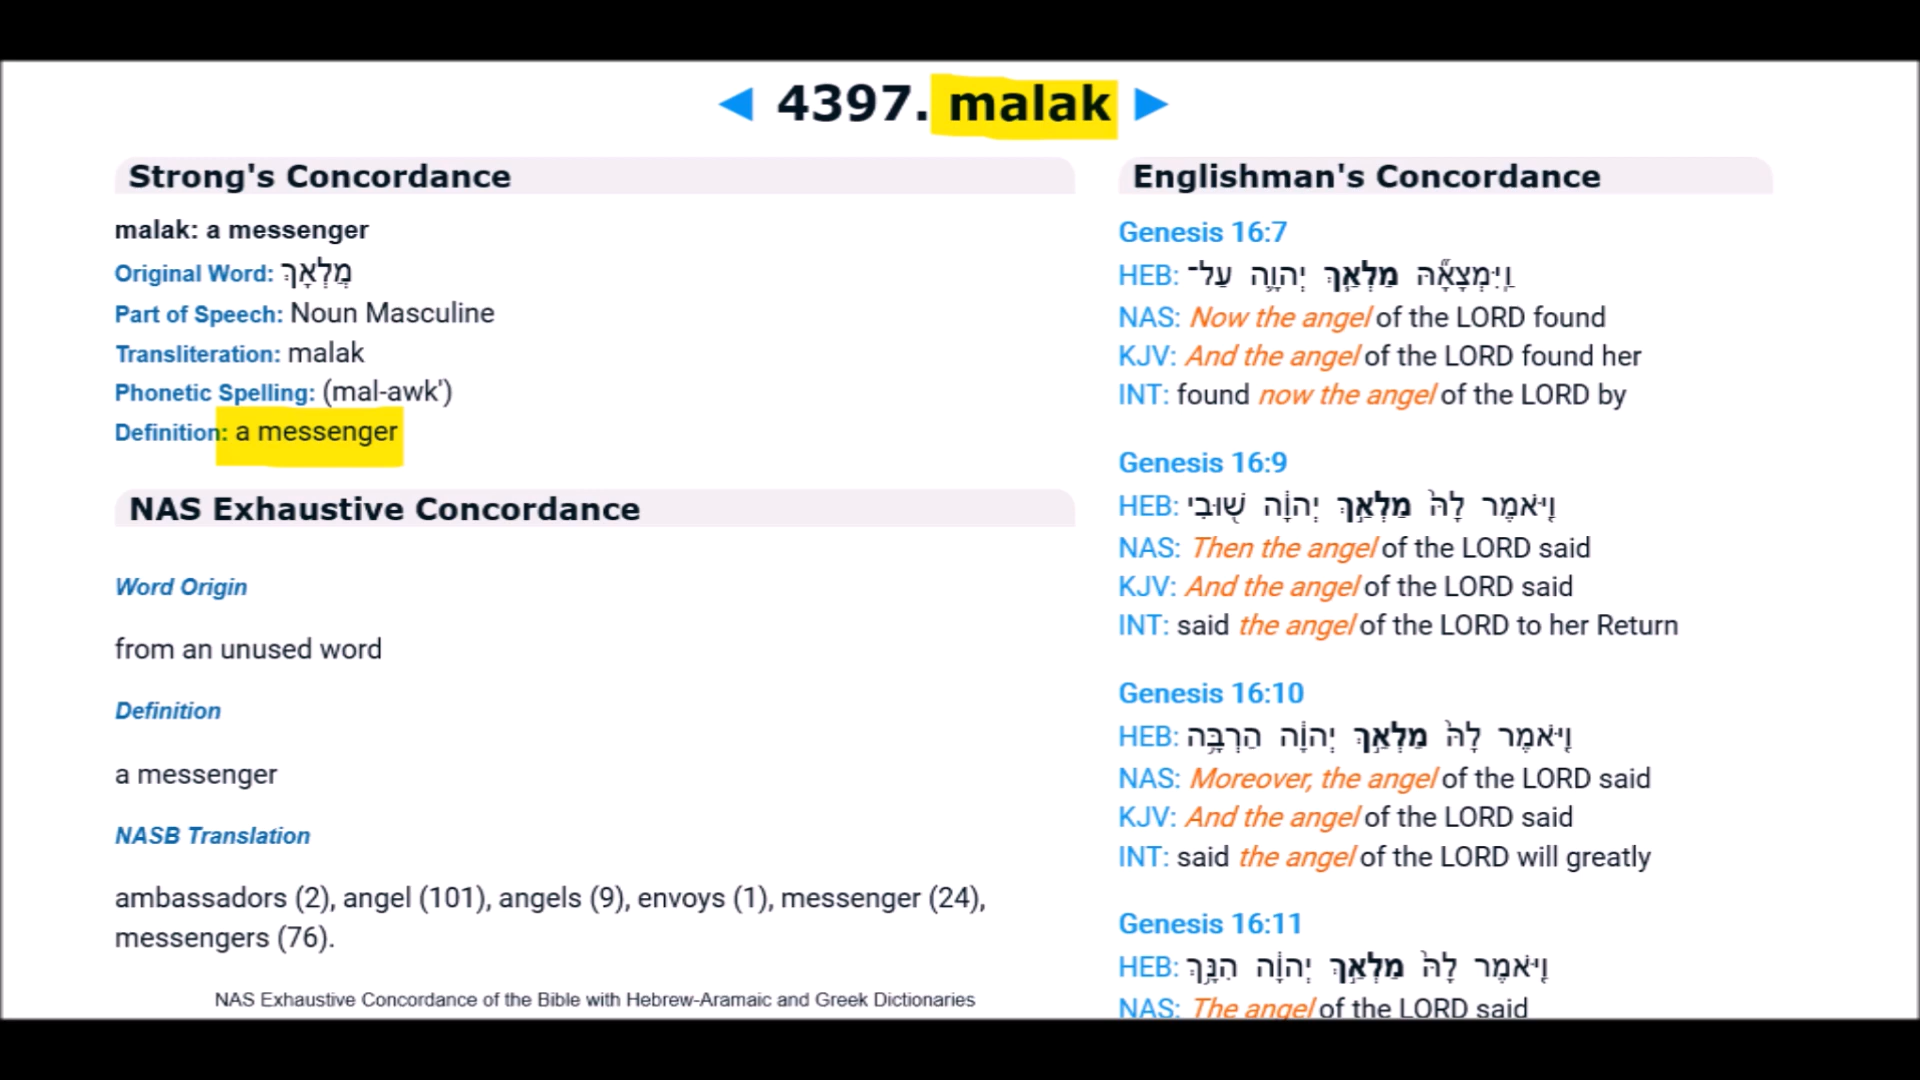 4397. malak
Strong's Concordance
malak: a messenger
Original Word: מֲלְאָךְ
Part of Speech: Noun Masculine
Transliteration: malak
Phonetic Spelling: (mal-awk')
Definition: a messenger
NAS Exhaustive Concordance
Word Origin
from an unused word
Definition
a messenger
NASB Translation
ambassadors (2), angel (101), angels (9), envoys (1), messenger (24),
messengers (76).
NAS Exhaustive Concordance of the Bible with Hebrew-Aramaic and Greek Dictionaries
Englishman's Concordance
Genesis 16:7
HEB: וַֽיִּמְצָאָ֞הּ מַלְאַ֧ךְ יְהוָ֛ה עַל־
NAS: Now the angel of the LORD found
KJV: And the angel of the LORD found her
INT: found now the angel of the LORD by
Genesis 16:9
HEB: וַיֹּ֤אמֶר לָהּ֙ מַלְאַ֣ךְ יְהוָ֔ה שׁ֖וּבִי
NAS: Then the angel of the LORD said
KJV: And the angel of the LORD said
INT: said the angel of the LORD to her Return
Genesis 16:10
HEB: וַיֹּ֤אמֶר לָהּ֙ מַלְאַ֣ךְ יְהוָ֔ה הַרְבָּ֥ה
NAS: Moreover, the angel of the LORD said
KJV: And the angel of the LORD said
INT: said the angel of the LORD will greatly
Genesis 16:11
HEB: וַיֹּ֤אמֶר לָהּ֙ מַלְאַ֣ךְ יְהוָ֔ה הִנָּ֥ךְ
NAS: The angel of the LORD said